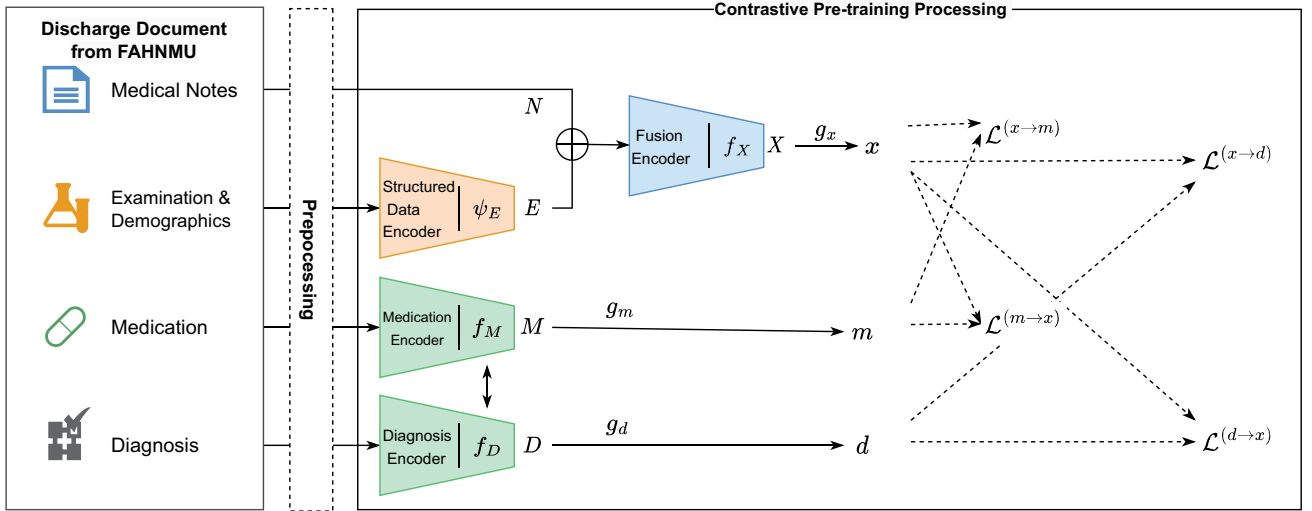 Discharge Document
from FAHNMU
Medical Notes
Examination &
Demographics
Medication
Diagnosis
Prepocessing
Contrastive Pre-training Processing
N
Structured
Data
Encoder
ψ_E
E
Fusion
Encoder
f_X
X
g_x
x
Medication
Encoder
f_M
M
g_m
m
Diagnosis
Encoder
f_D
D
g_d
d
ℒ^(x→m)
ℒ^(x→d)
ℒ^(m→x)
ℒ^(d→x)